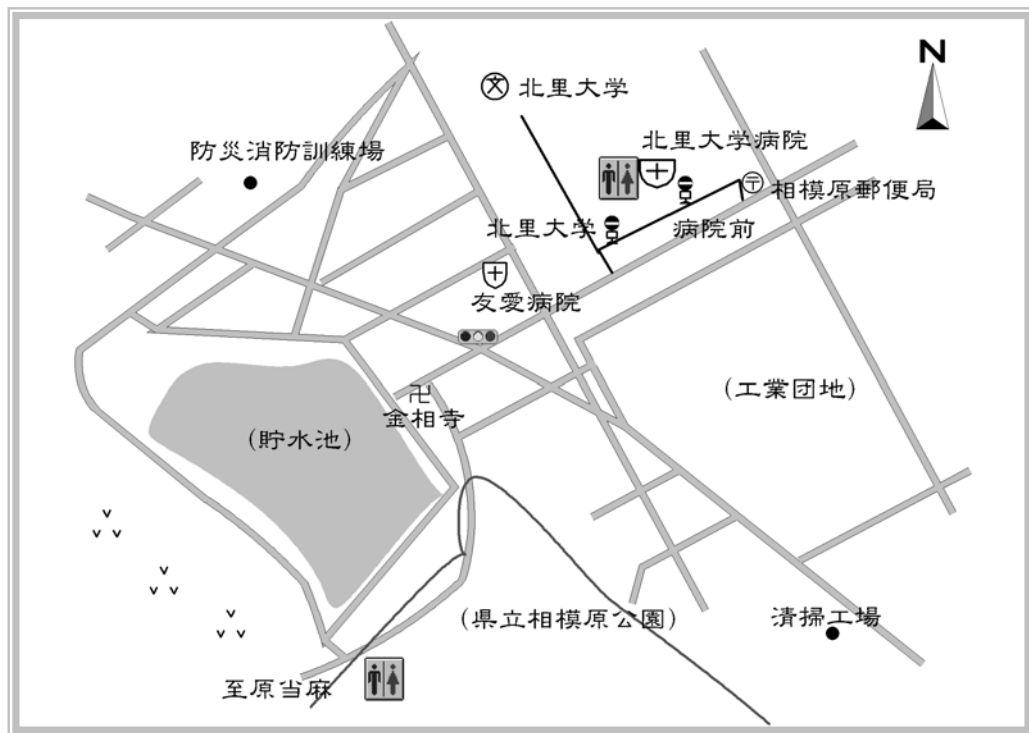 N
北里大学
北里大学病院
防災消防訓練場
相模原郵便局
北里大学
病院前
友愛病院
(工業団地)
金相寺
(貯水池)
(県立相模原公園)
清掃工場
至原当麻